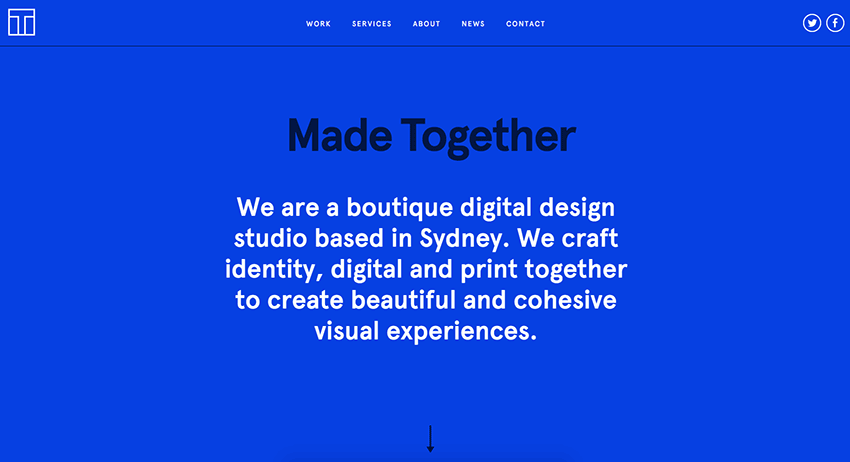 WORK SERVICES ABOUT NEWS CONTACT
Made Together
We are a boutique digital design
studio based in Sydney. We craft
identity, digital and print together
to create beautiful and cohesive
visual experiences.